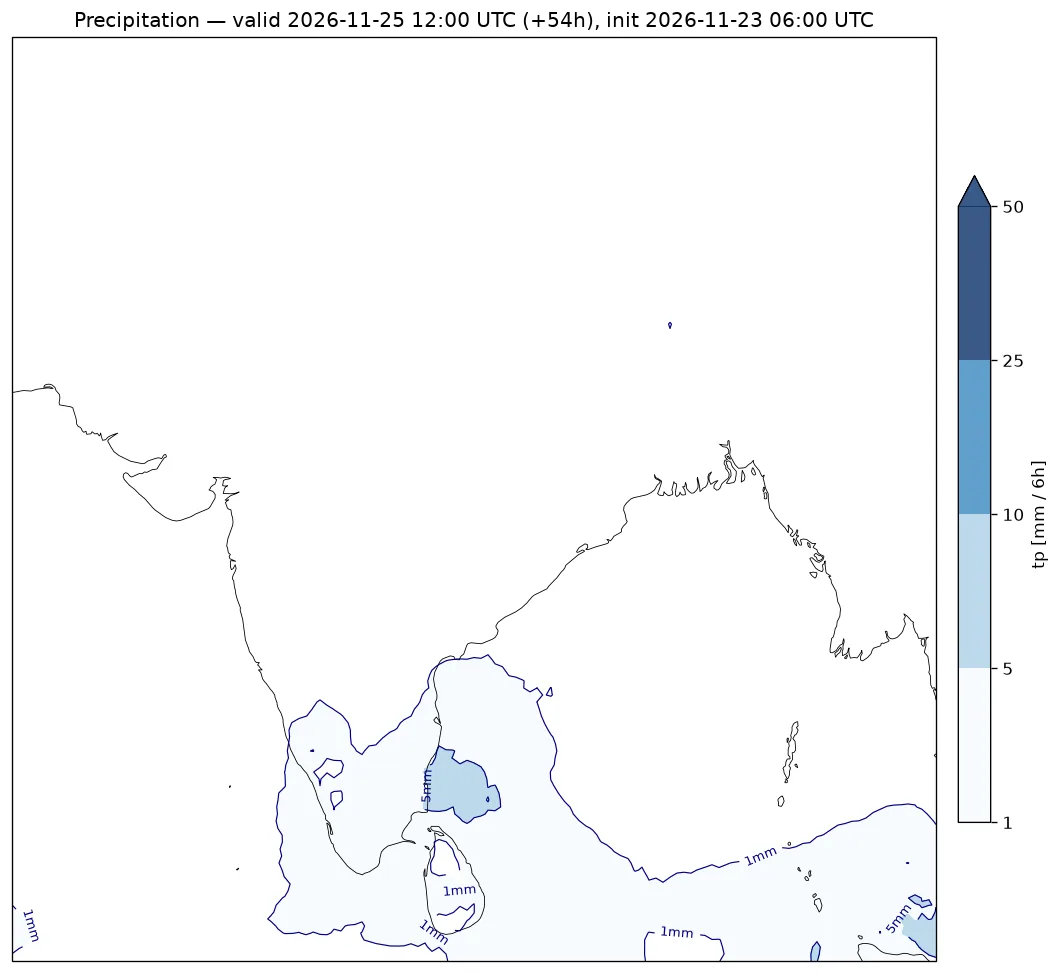 Precipitation — valid 2026-11-25 12:00 UTC (+54h), init 2026-11-23 06:00 UTC
50
25
10
5
1
tp [mm / 6h]
5mm
1mm
1mm
1mm
1mm
1mm
5mm